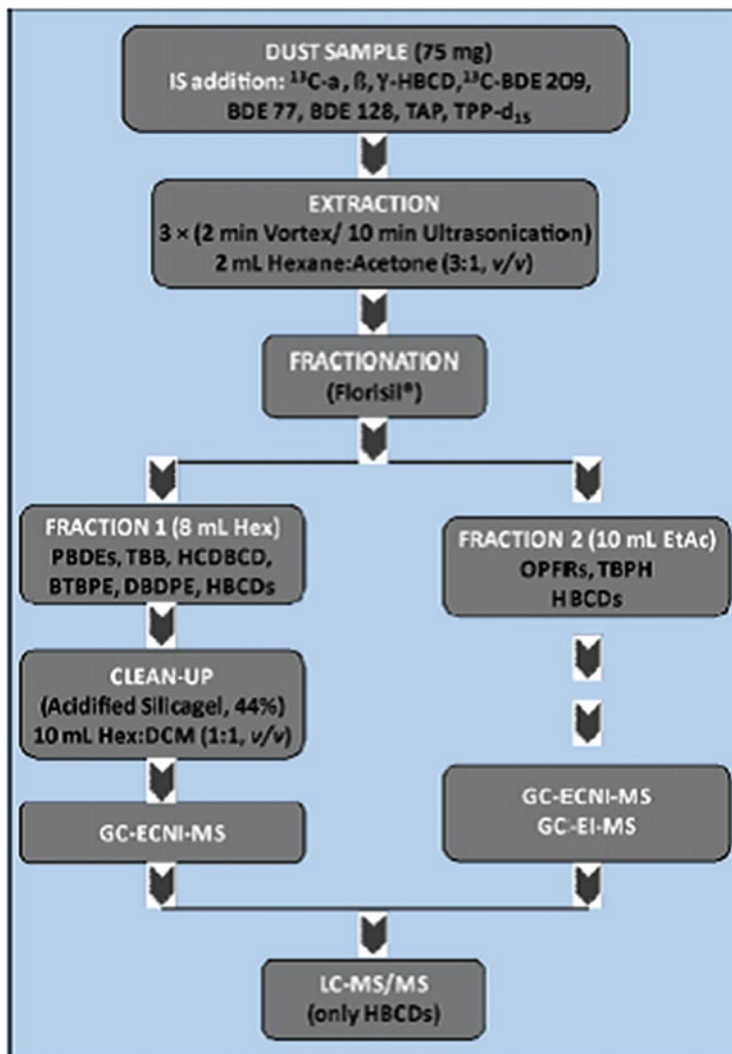 DUST SAMPLE (75 mg)
IS addition: ¹³C-a, ß, γ-HBCD, ¹³C-BDE 209,
BDE 77, BDE 128, TAP, TPP-d₁₅
EXTRACTION
3 × (2 min Vortex/ 10 min Ultrasonication)
2 mL Hexane:Acetone (3:1, v/v)
FRACTIONATION
(Florisil®)
FRACTION 1 (8 mL Hex)
PBDEs, TBB, HCDBCD,
BTBPE, DBDPE, HBCDs
CLEAN-UP
(Acidified Silicagel, 44%)
10 mL Hex:DCM (1:1, v/v)
GC-ECNI-MS
FRACTION 2 (10 mL EtAc)
OPFRs, TBPH
HBCDs
GC-ECNI-MS
GC-EI-MS
LC-MS/MS
(only HBCDs)